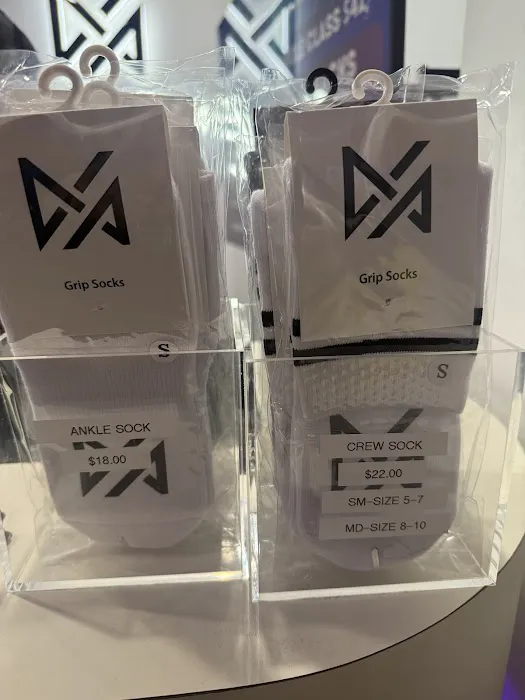 CLASS
Grip Socks
S
ANKLE SOCK
$18.00
Grip Socks
S
CREW SOCK
$22.00
SM-SIZE 5-7
MD-SIZE 8-10